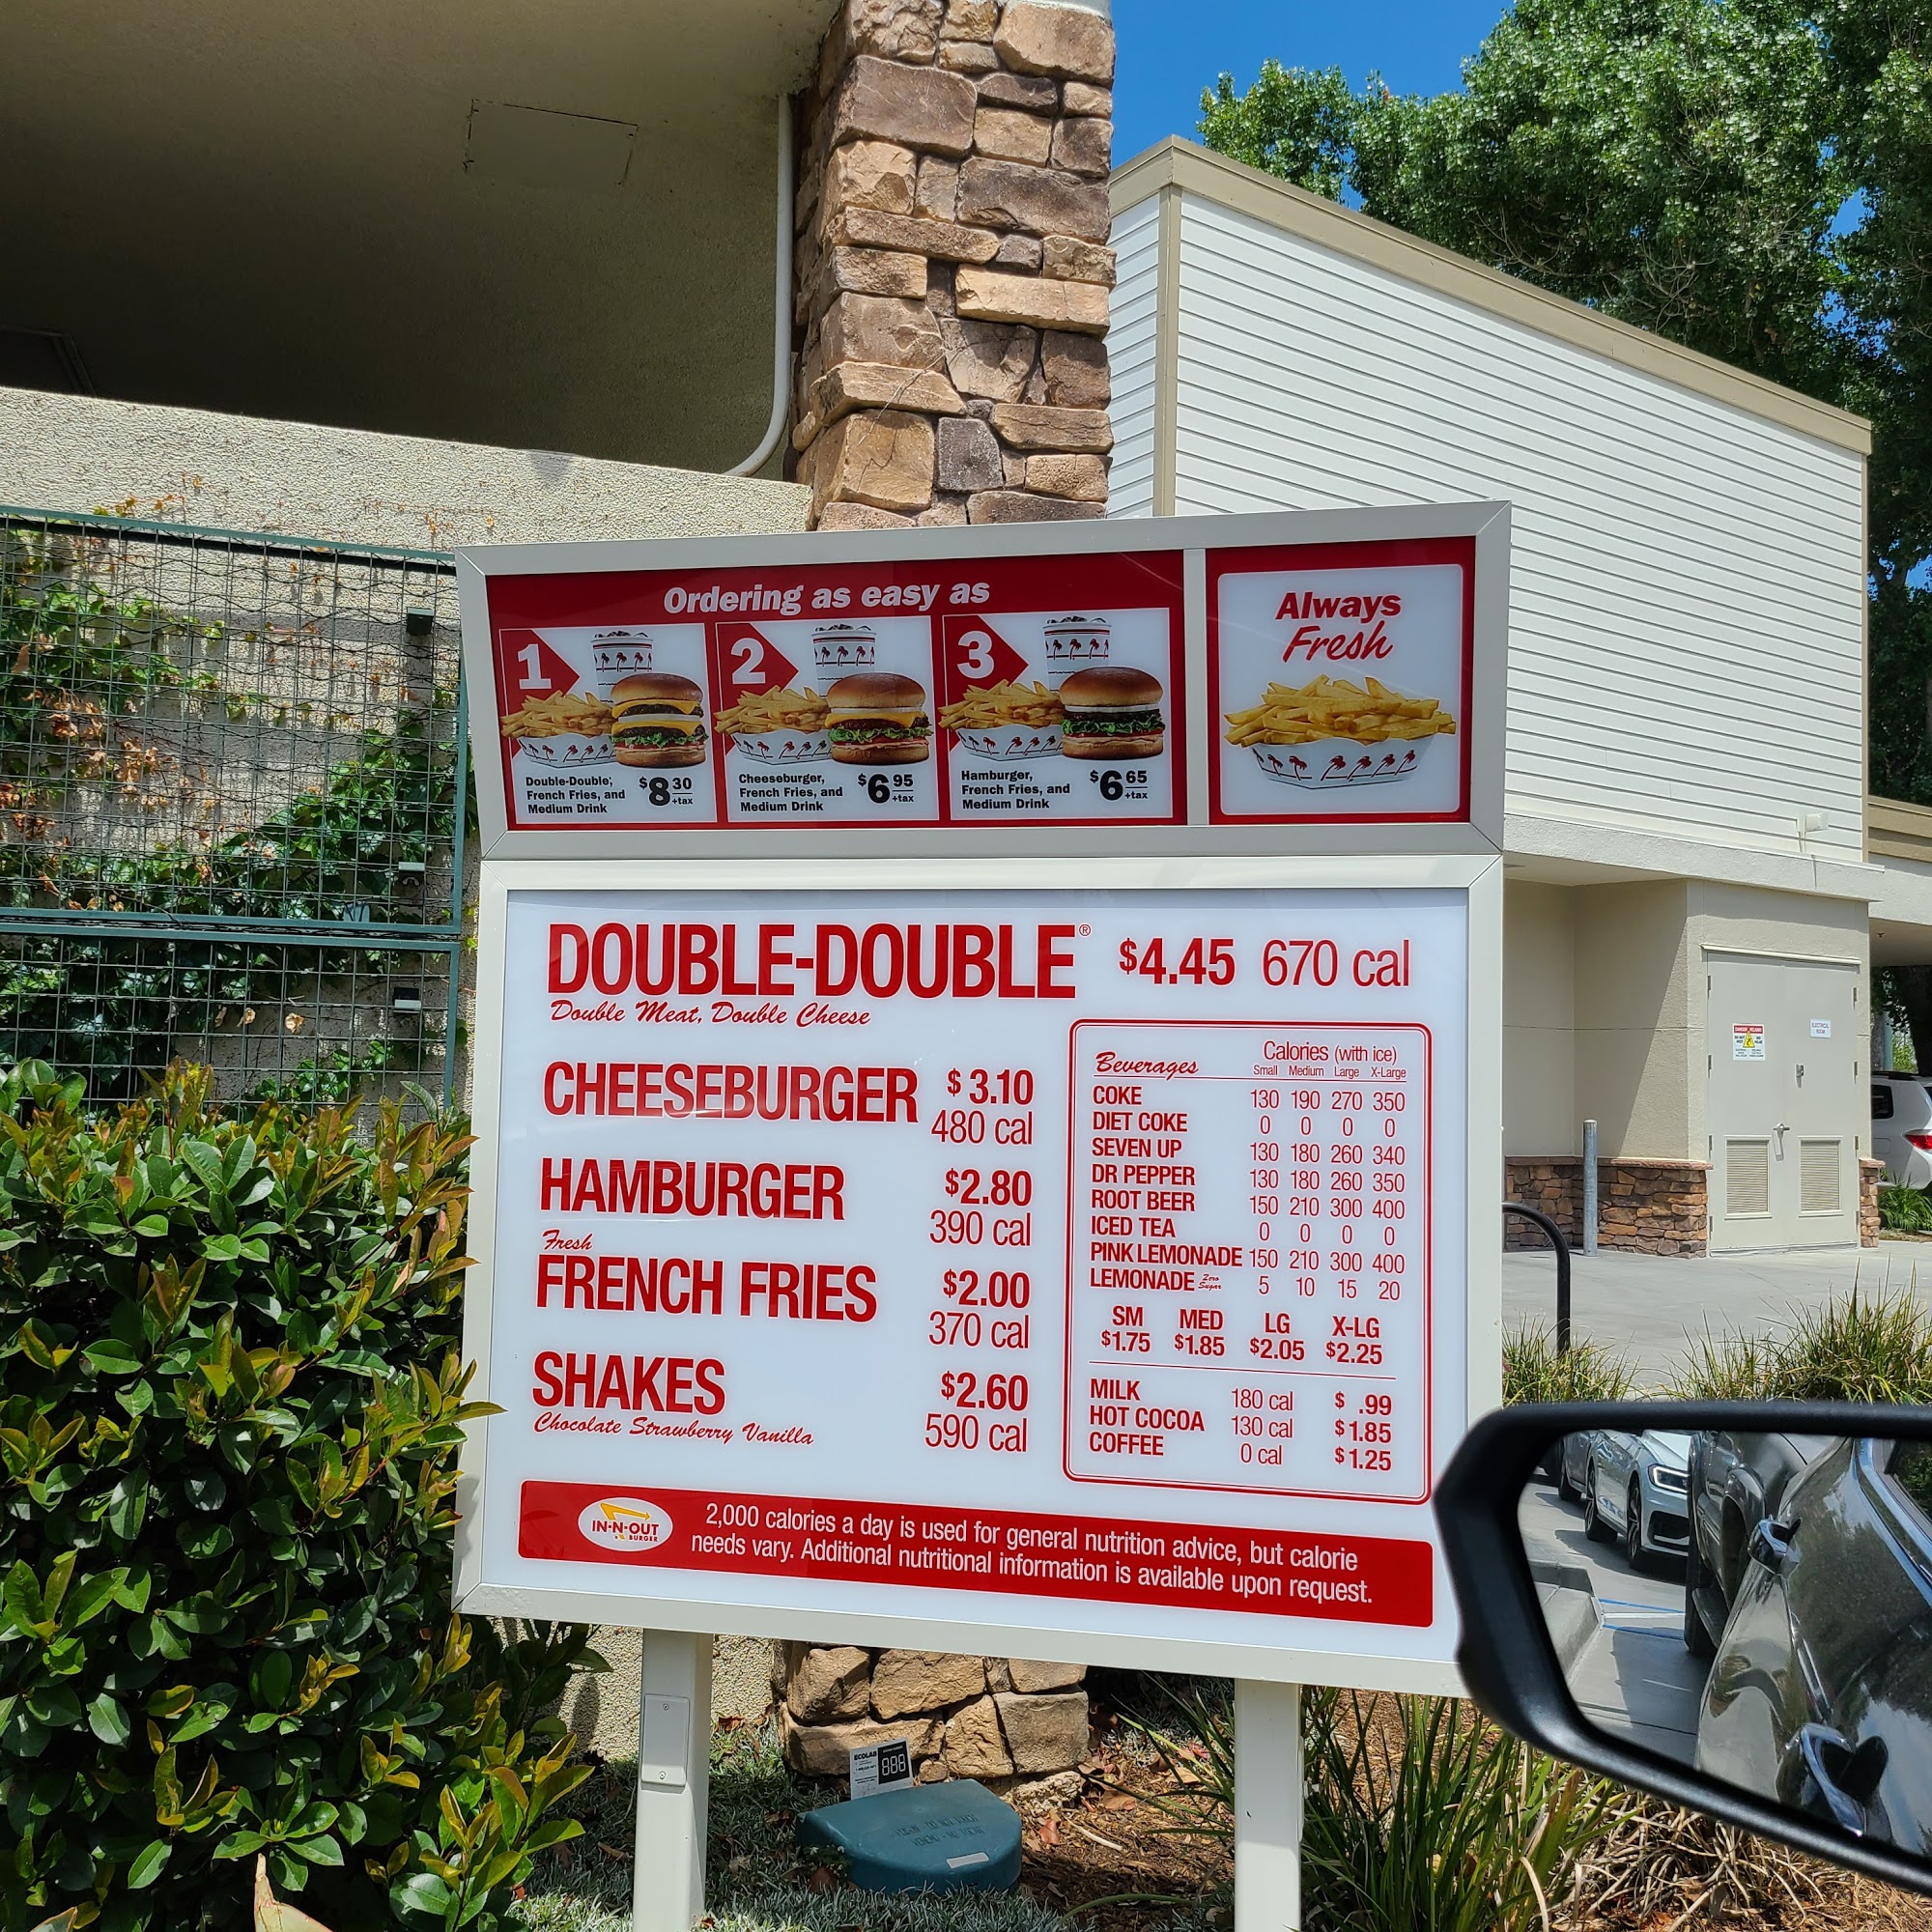 Ordering as easy as
1
Double-Double,
French Fries, and
Medium Drink
$8 30
+tax
2
Cheeseburger,
French Fries, and
Medium Drink
$6 95
+tax
3
Hamburger,
French Fries, and
Medium Drink
$6 65
+tax
Always
Fresh
DOUBLE-DOUBLE® $4.45 670 cal
Double Meat, Double Cheese
CHEESEBURGER $3.10
480 cal
HAMBURGER $2.80
390 cal
Fresh
FRENCH FRIES $2.00
370 cal
SHAKES $2.60
Chocolate Strawberry Vanilla 590 cal
Beverages Calories (with ice)
Small Medium Large X-Large
COKE 130 190 270 350
DIET COKE 0 0 0 0
SEVEN UP 130 180 260 340
DR PEPPER 130 180 260 350
ROOT BEER 150 210 300 400
ICED TEA 0 0 0 0
PINK LEMONADE 150 210 300 400
LEMONADE Zero Sugar 5 10 15 20
SM MED LG X-LG
$1.75 $1.85 $2.05 $2.25
MILK 180 cal $ .99
HOT COCOA 130 cal $1.85
COFFEE 0 cal $1.25
IN-N-OUT
BURGER
2,000 calories a day is used for general nutrition advice, but calorie
needs vary. Additional nutritional information is available upon request.
ELECTRICAL
ROOM
ECOLAB
888